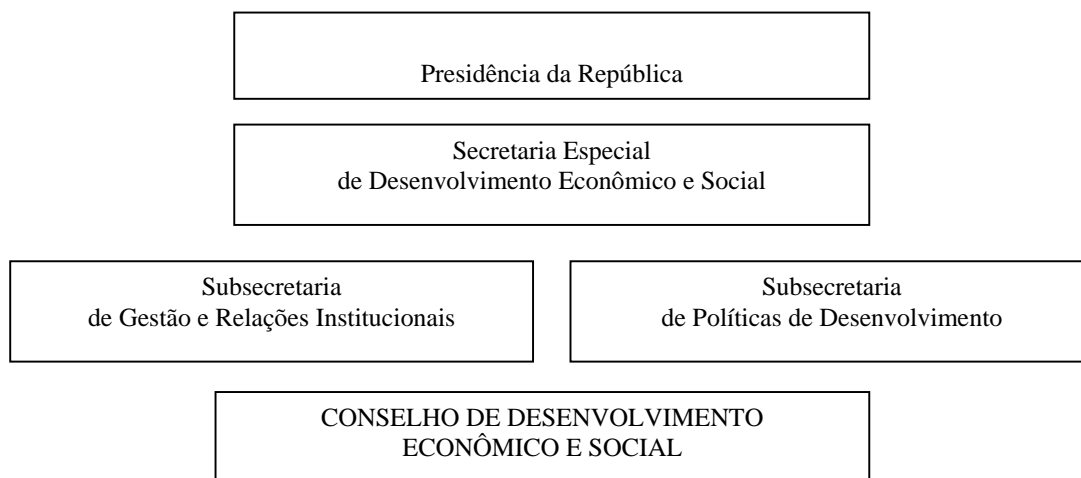 Presidência da República
Secretaria Especial
de Desenvolvimento Econômico e Social
Subsecretaria
de Gestão e Relações Institucionais
Subsecretaria
de Políticas de Desenvolvimento
CONSELHO DE DESENVOLVIMENTO
ECONÔMICO E SOCIAL